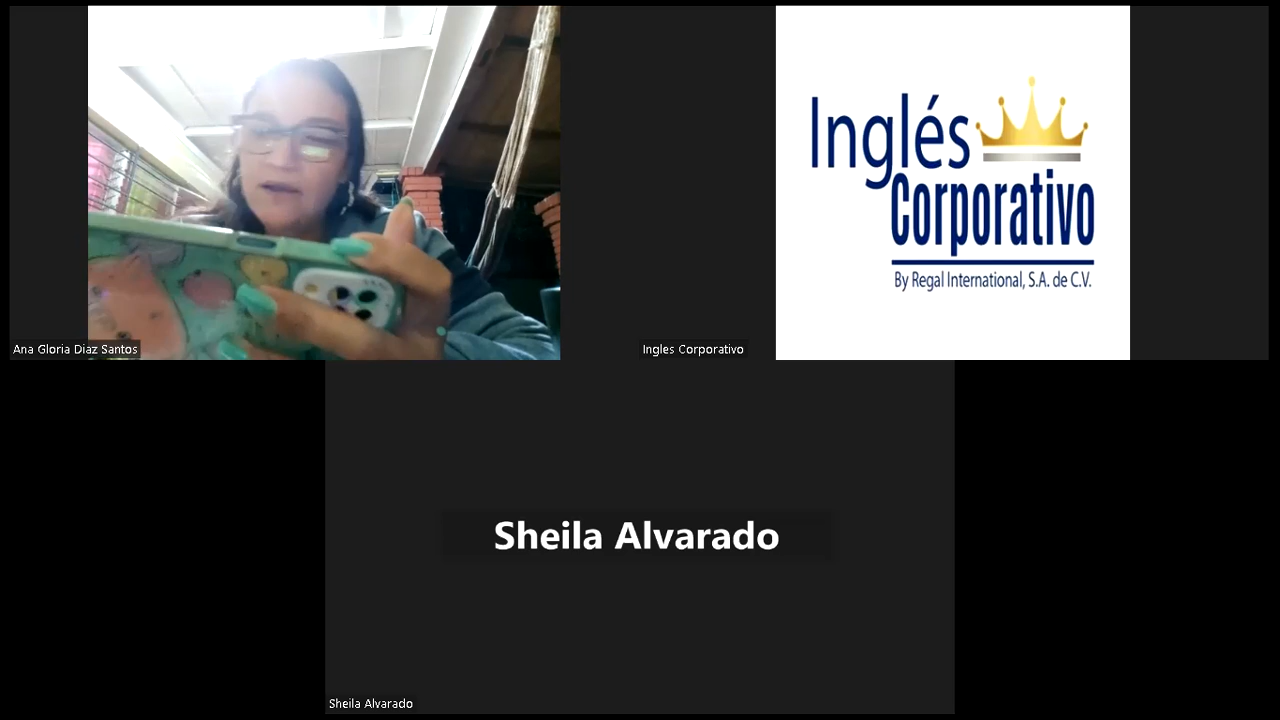 Inglés
Corporativo
By Regal International, S.A. de C.V.
Ana Gloria Diaz Santos
Ingles Corporativo
Sheila Alvarado
Sheila Alvarado